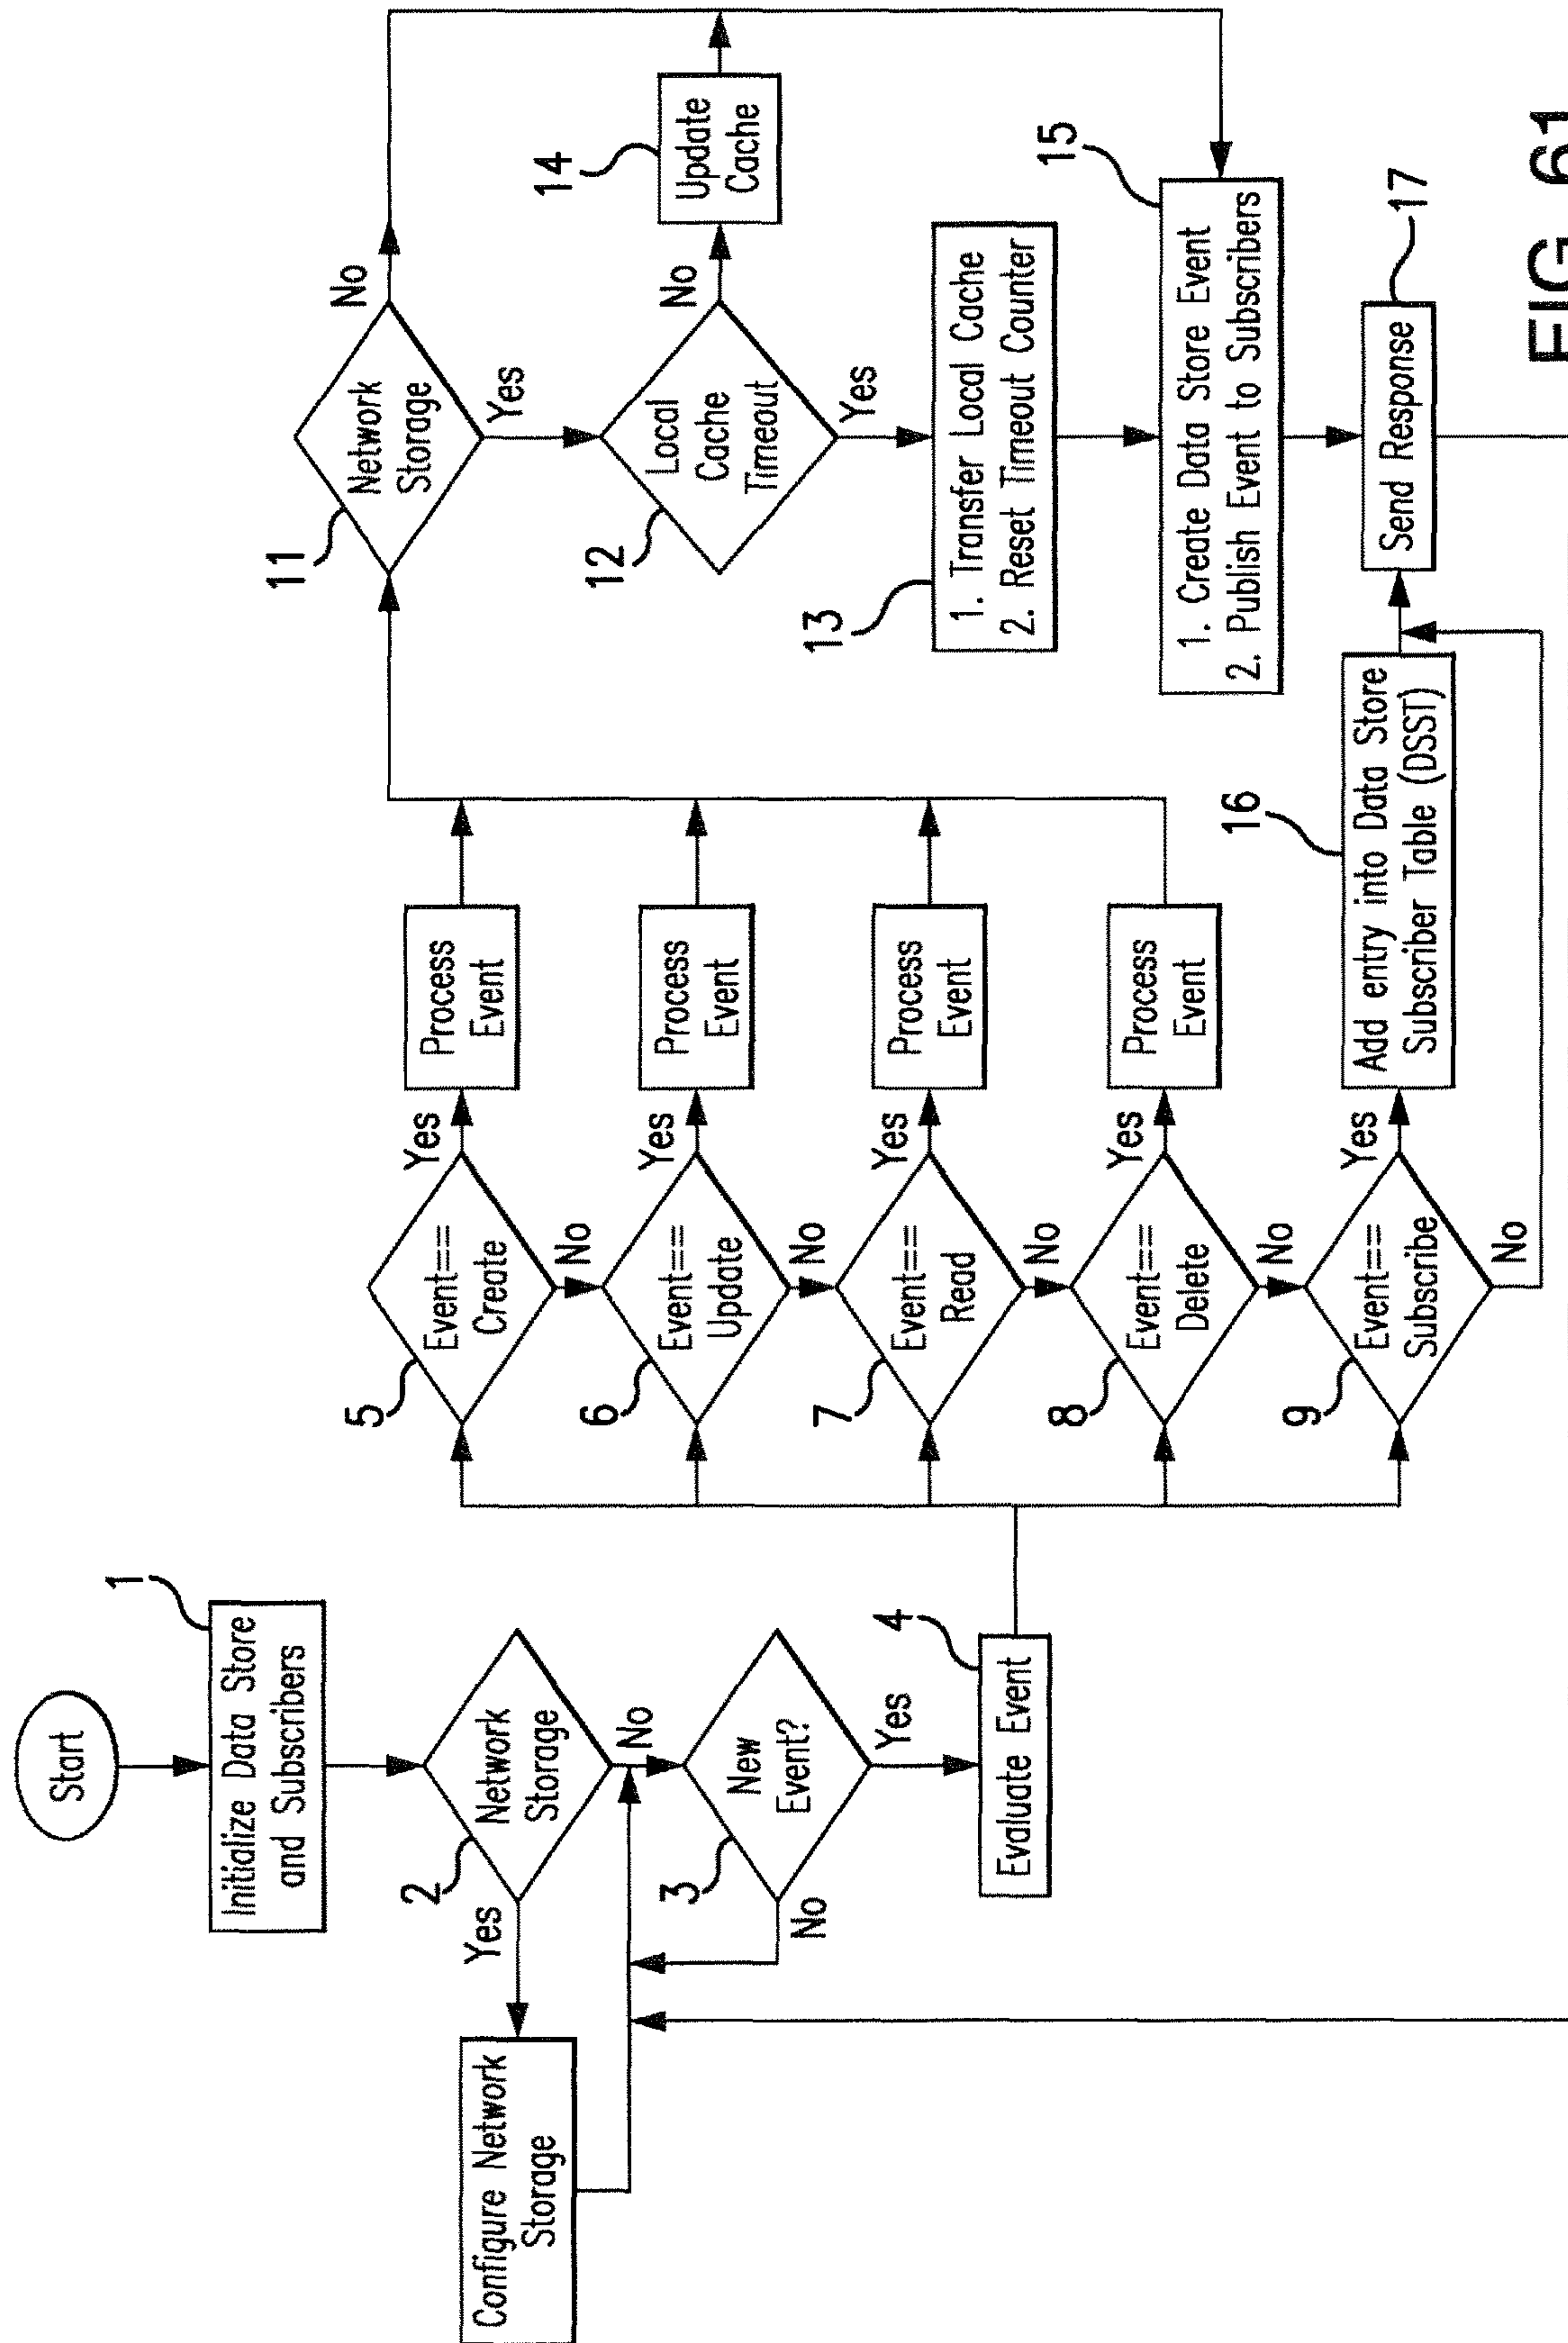 Start
1
Initialize Data Store
and Subscribers
2
Network
Storage
Yes
No
Configure Network
Storage
3
New
Event?
No
Yes
4
Evaluate Event
5
Event==
Create
Yes
No
Process
Event
6
Event==
Update
Yes
No
Process
Event
7
Event==
Read
Yes
No
Process
Event
8
Event==
Delete
Yes
No
Process
Event
9
Event==
Subscribe
Yes
No
16
Add entry into Data Store
Subscriber Table (DSST)
11
Network
Storage
No
Yes
12
Local
Cache
Timeout
No
Yes
14
Update
Cache
13
1. Transfer Local Cache
2. Reset Timeout Counter
15
1. Create Data Store Event
2. Publish Event to Subscribers
17
Send Response
FIG. 61